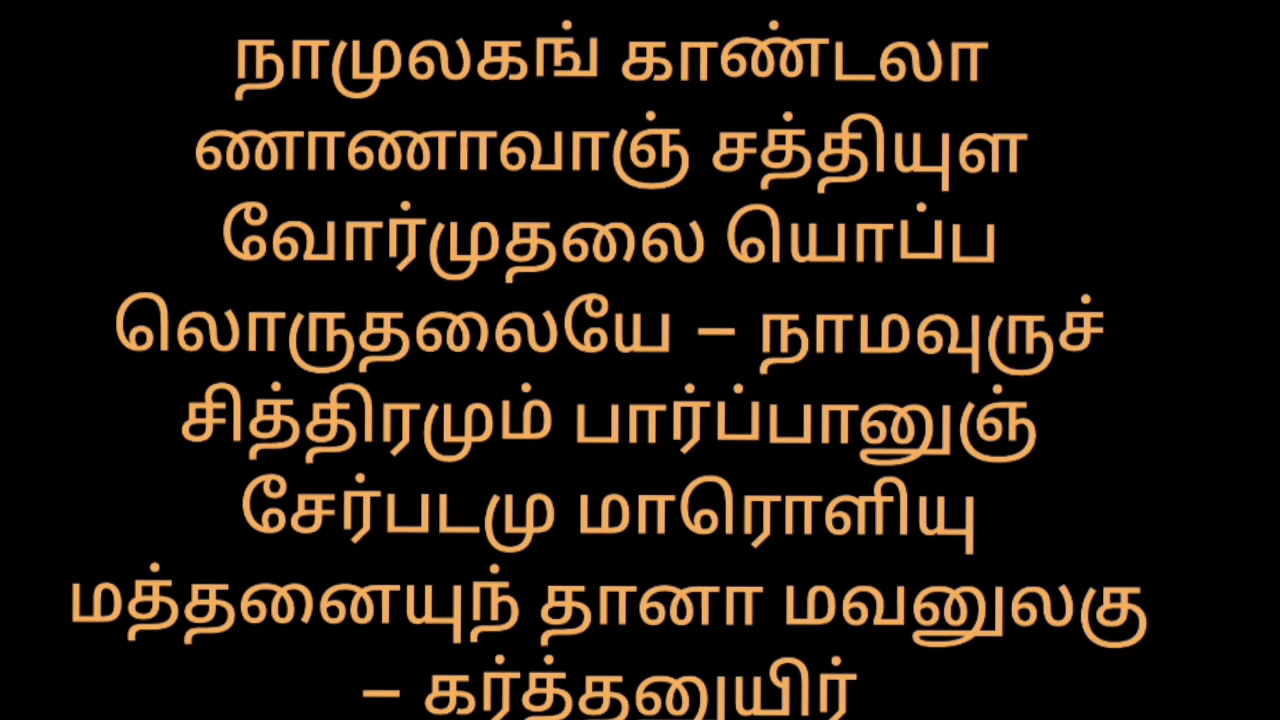 நாமுலகங் காண்டலா
ணாணாவாஞ் சத்தியுள
வோர்முதலை யொப்ப
லொருதலையே – நாமவுருச்
சித்திரமும் பார்ப்பானுஞ்
சேர்படமு மாரொளியு
மத்தனையுந் தானா மவனுலகு
– கர்த்தனுயிர்